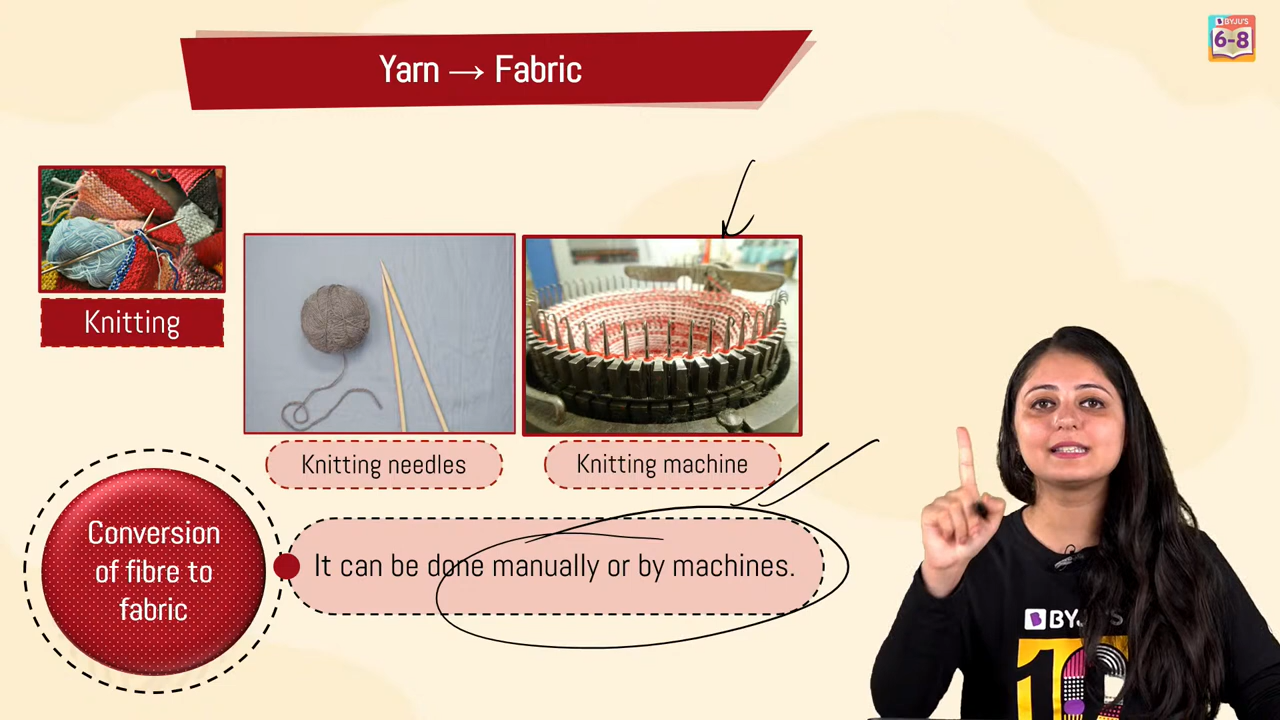 Yarn → Fabric
BYJU'S
6-8
Knitting
Knitting needles
Knitting machine
Conversion
of fibre to
fabric
It can be done manually or by machines.